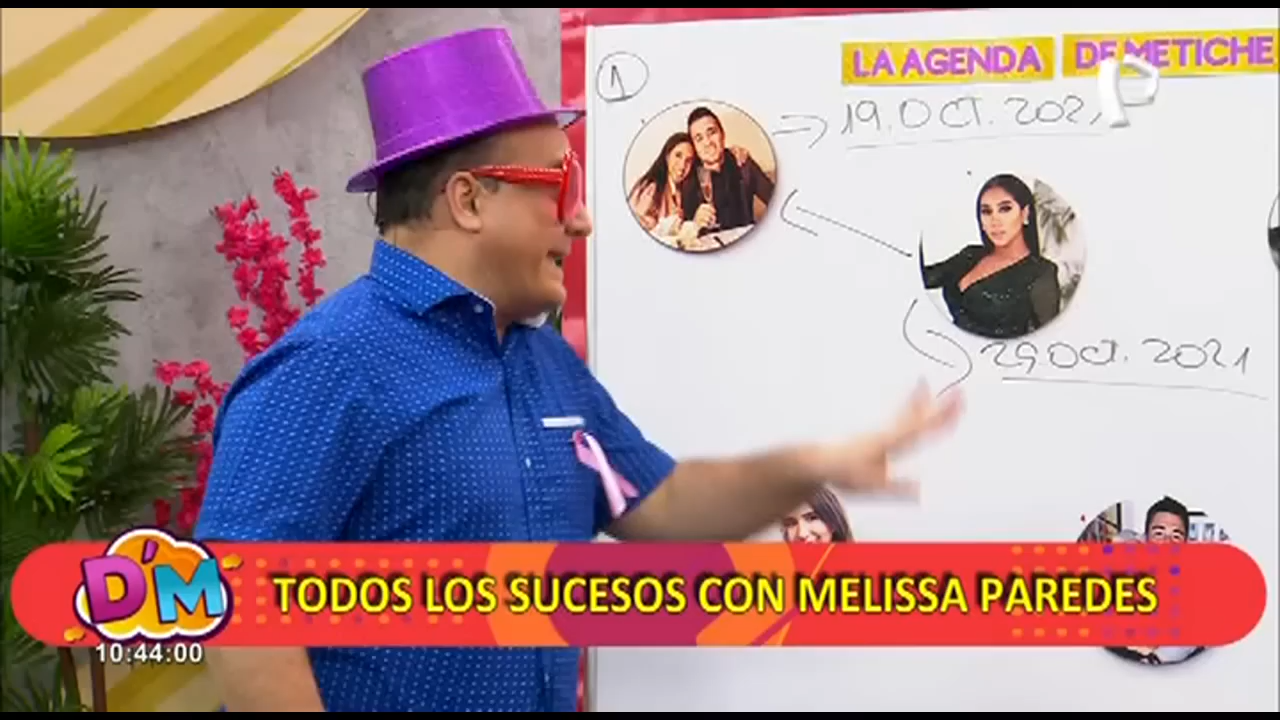 LA AGENDA DE METICHE
P
1
19.OCT.2021
29 OCT. 2021
D'M
TODOS LOS SUCESOS CON MELISSA PAREDES
10:44:00